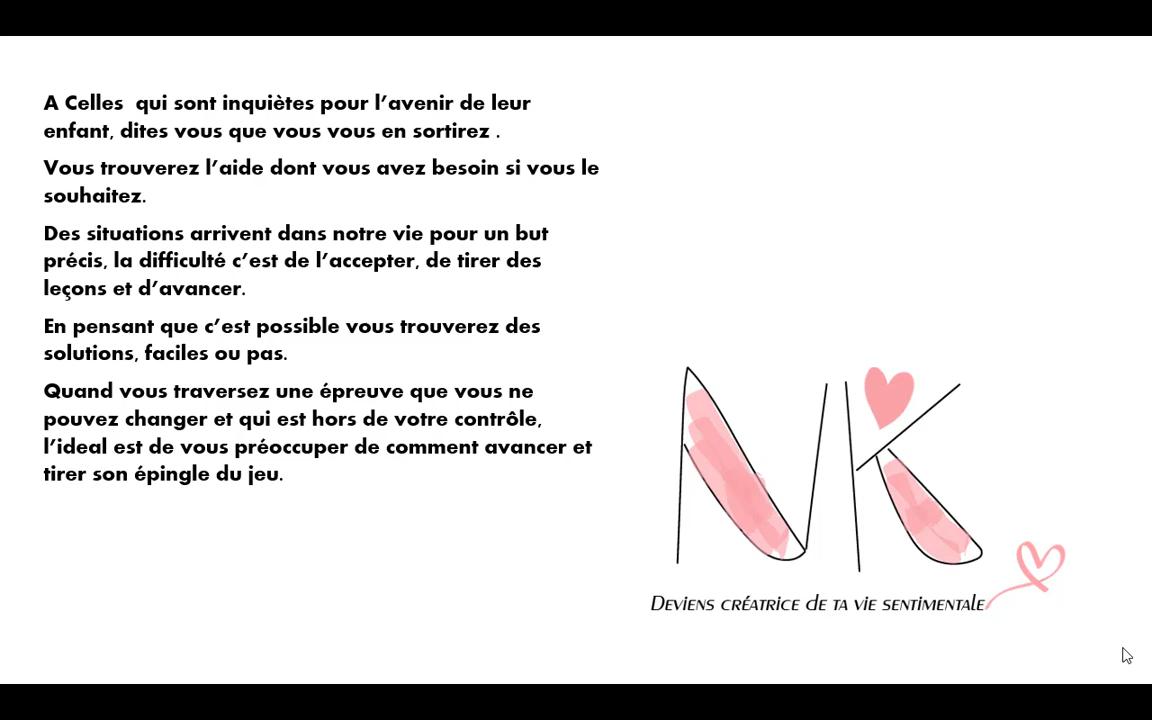 A Celles  qui sont inquiètes pour l’avenir de leur
enfant, dites vous que vous vous en sortirez .
Vous trouverez l’aide dont vous avez besoin si vous le
souhaitez.
Des situations arrivent dans notre vie pour un but
précis, la difficulté c’est de l’accepter, de tirer des
leçons et d’avancer.
En pensant que c’est possible vous trouverez des
solutions, faciles ou pas.
Quand vous traversez une épreuve que vous ne
pouvez changer et qui est hors de votre contrôle,
l’ideal est de vous préoccuper de comment avancer et
tirer son épingle du jeu.
NK
Deviens créatrice de ta vie sentimentale